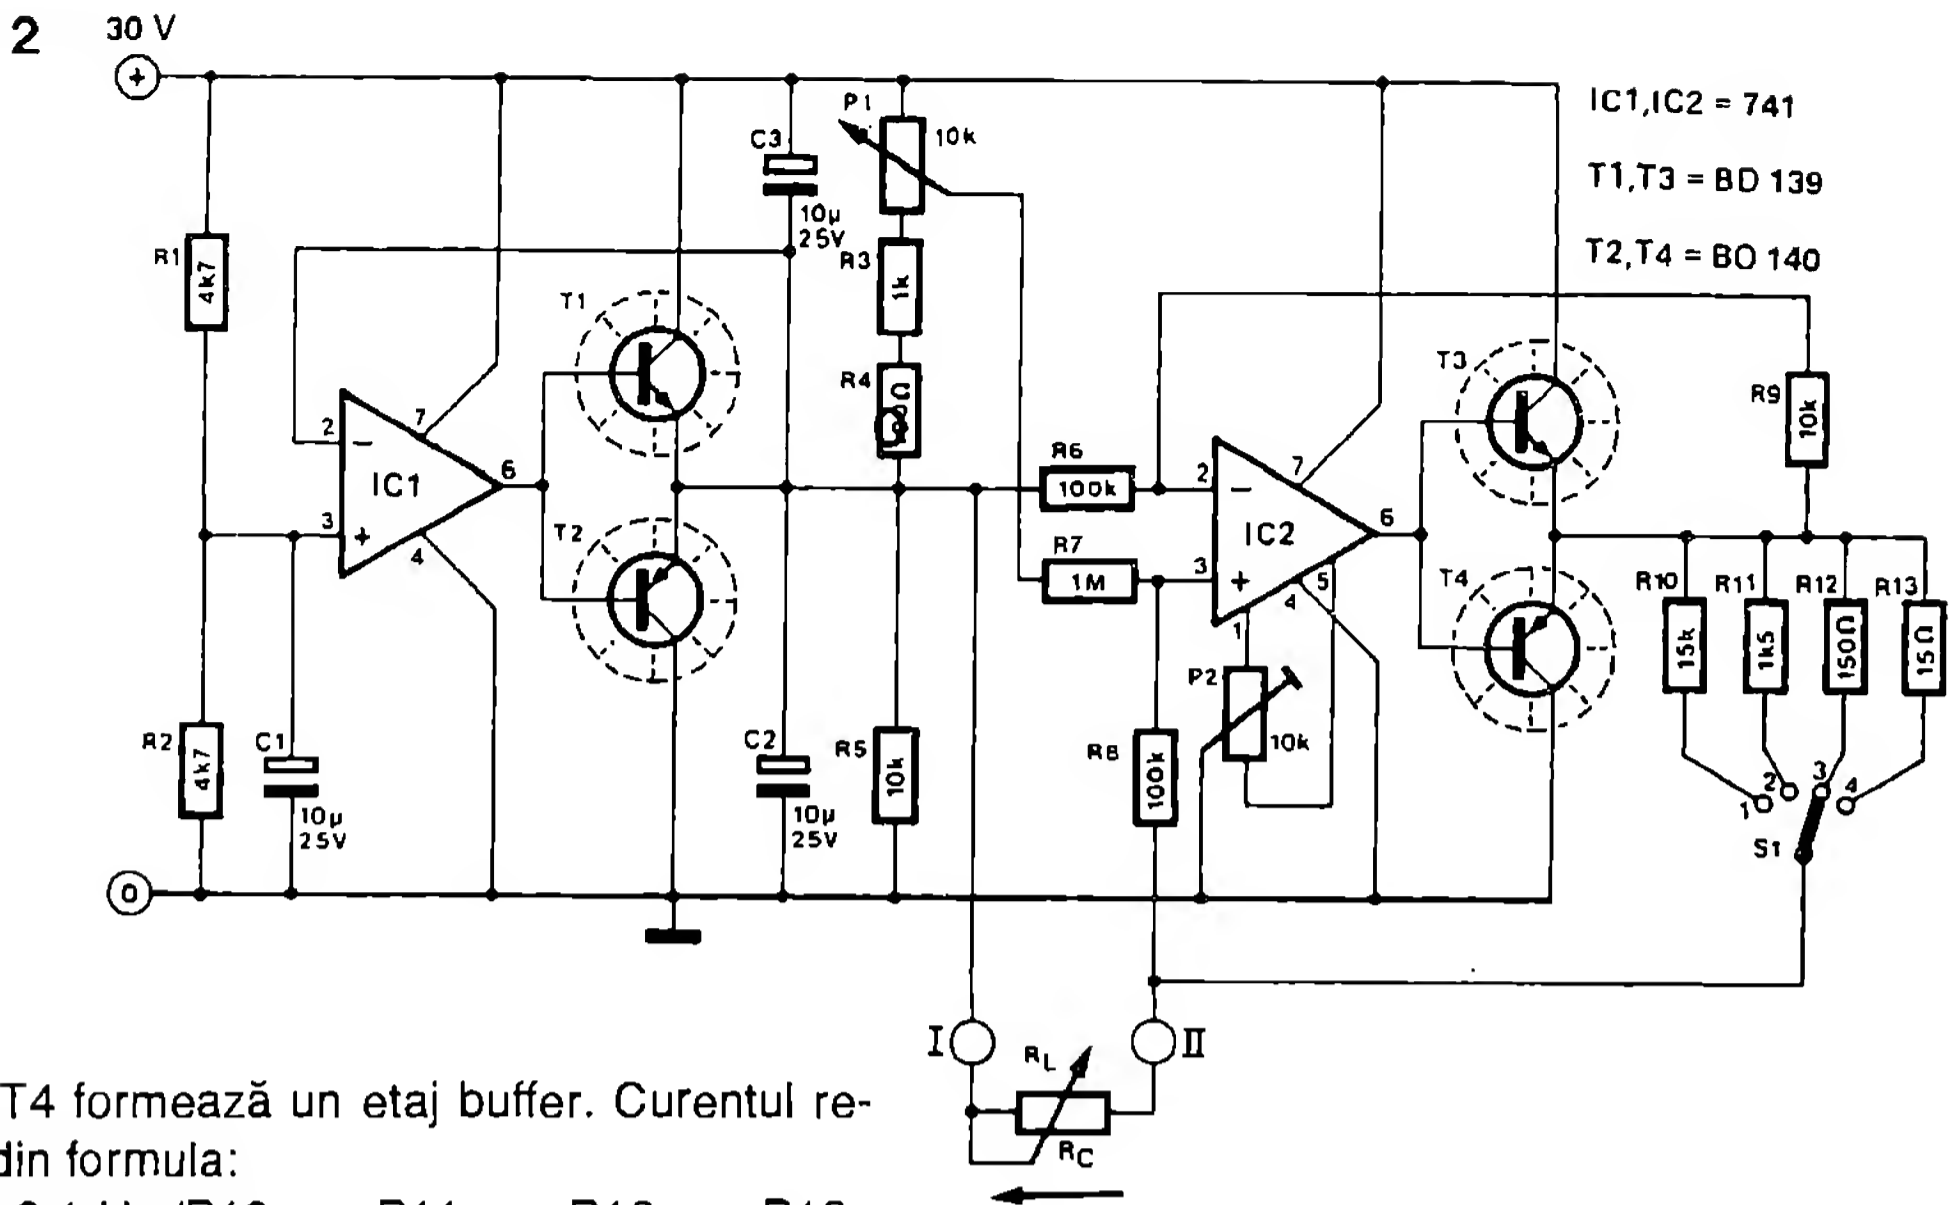 2
30 V
+
IC1,IC2 = 741
T1,T3 = BD 139
T2,T4 = BO 140
P1
10k
C3
10µ
25V
R1
4k7
R3
1k
R4
T1
T3
R9
10k
2
−
7
IC1
6
3
+
4
T2
R6
100k
R7
1M
2
−
7
IC2
6
3
+
4
5
1
T4
R10
15k
R11
1k5
R12
150Ω
R13
15Ω
R2
4k7
C1
10µ
25V
C2
10µ
25V
R5
10k
R8
100k
P2
10k
1
2
3
4
S1
0
I
II
RL
RC
T4 formează un etaj buffer. Curentul re-
din formula: